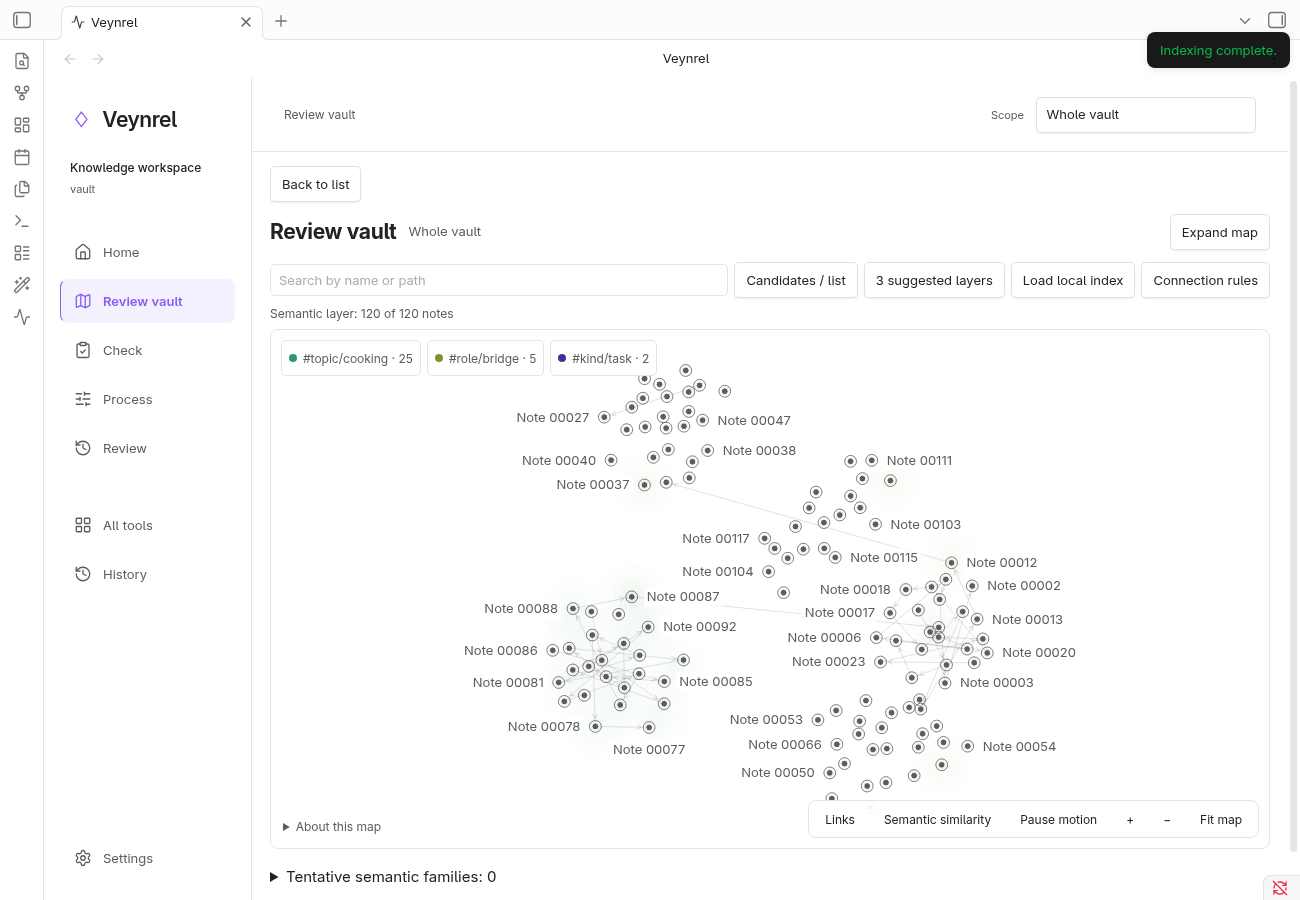 Veynrel
Veynrel
Indexing complete.
Veynrel
Knowledge workspace
vault
Home
Review vault
Check
Process
Review
All tools
History
Settings
Review vault
Scope
Whole vault
Back to list
Review vault
Whole vault
Expand map
Search by name or path
Candidates / list
3 suggested layers
Load local index
Connection rules
Semantic layer: 120 of 120 notes
#topic/cooking · 25
#role/bridge · 5
#kind/task · 2
Note 00027
Note 00047
Note 00038
Note 00040
Note 00111
Note 00037
Note 00103
Note 00117
Note 00115
Note 00012
Note 00104
Note 00002
Note 00018
Note 00087
Note 00088
Note 00017
Note 00013
Note 00092
Note 00006
Note 00086
Note 00020
Note 00023
Note 00081
Note 00085
Note 00003
Note 00053
Note 00078
Note 00066
Note 00054
Note 00077
Note 00050
About this map
Links
Semantic similarity
Pause motion
+
−
Fit map
Tentative semantic families: 0